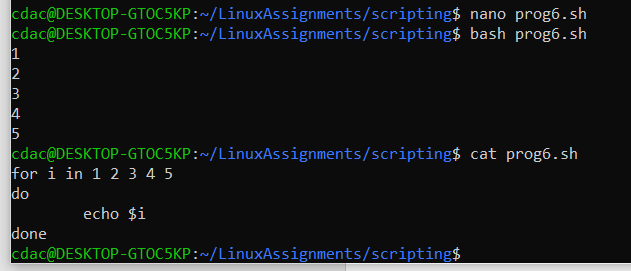 cdac@DESKTOP-GTOC5KP:~/LinuxAssignments/scripting$ nano prog6.sh
cdac@DESKTOP-GTOC5KP:~/LinuxAssignments/scripting$ bash prog6.sh
1
2
3
4
5
cdac@DESKTOP-GTOC5KP:~/LinuxAssignments/scripting$ cat prog6.sh
for i in 1 2 3 4 5
do
        echo $i
done
cdac@DESKTOP-GTOC5KP:~/LinuxAssignments/scripting$